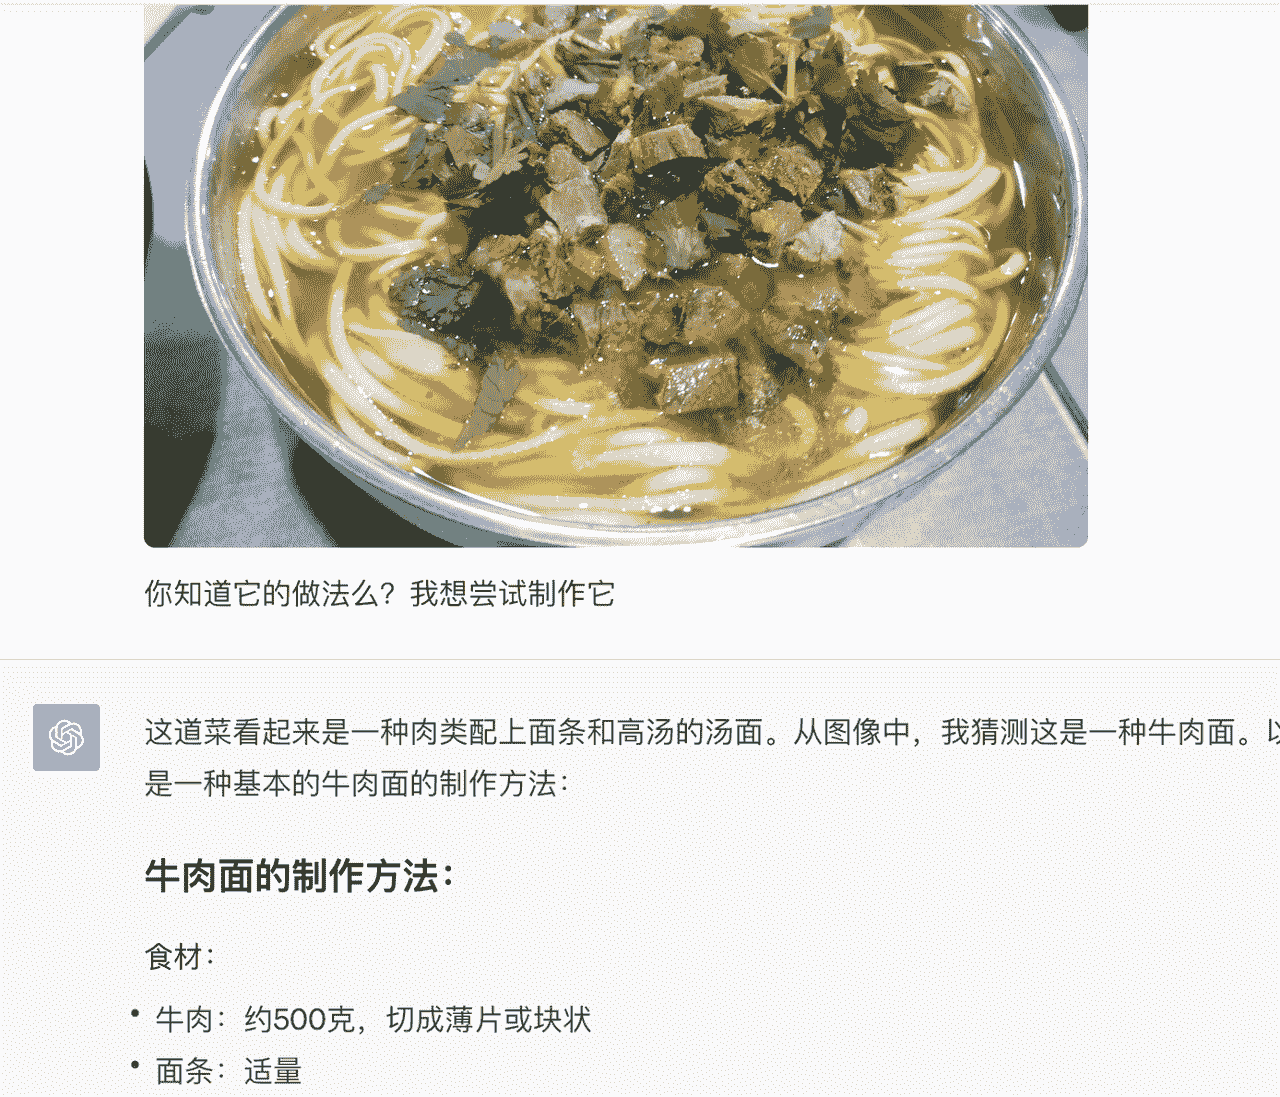 你知道它的做法么？我想尝试制作它
这道菜看起来是一种肉类配上面条和高汤的汤面。从图像中，我猜测这是一种牛肉面。以
是一种基本的牛肉面的制作方法：
牛肉面的制作方法：
食材：
• 牛肉：约500克，切成薄片或块状
• 面条：适量